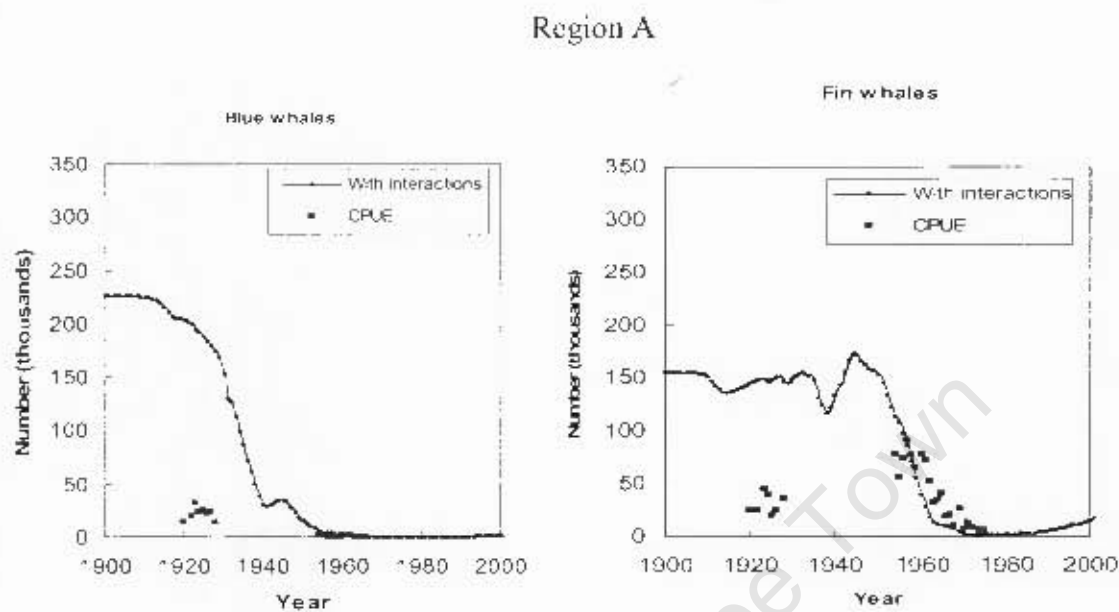 Region A
Blue whales
350
300
250
200
150
100
50
0
Number (thousands)
With interactions
CPUE
1900 1920 1940 1960 1980 2000
Year
Fin whales
350
300
250
200
150
100
50
0
Number (thousands)
With interactions
CPUE
1900 1920 1940 1960 1980 2000
Year
Town